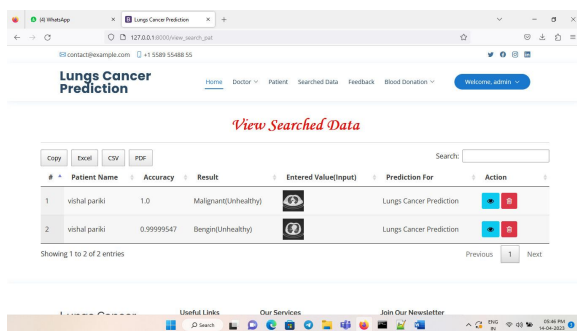 (4) WhatsApp
Lungs Cancer Prediction
127.0.0.1:8000/view_search_pat
contact@example.com +1 5589 55488 55
Lungs Cancer
Prediction
Home Doctor Patient Searched Data Feedback Blood Donation Welcome, admin
View Searched Data
Copy Excel CSV PDF Search:
# Patient Name Accuracy Result Entered Value(Input) Prediction For Action
1 vishal pariki 1.0 Malignant(Unhealthy) Lungs Cancer Prediction
2 vishal pariki 0.99999547 Bengin(Unhealthy) Lungs Cancer Prediction
Showing 1 to 2 of 2 entries Previous 1 Next
Lungs Cancer Useful Links Our Services Join Our Newsletter
Search
ENG
IN
05:46 PM
14-04-2023